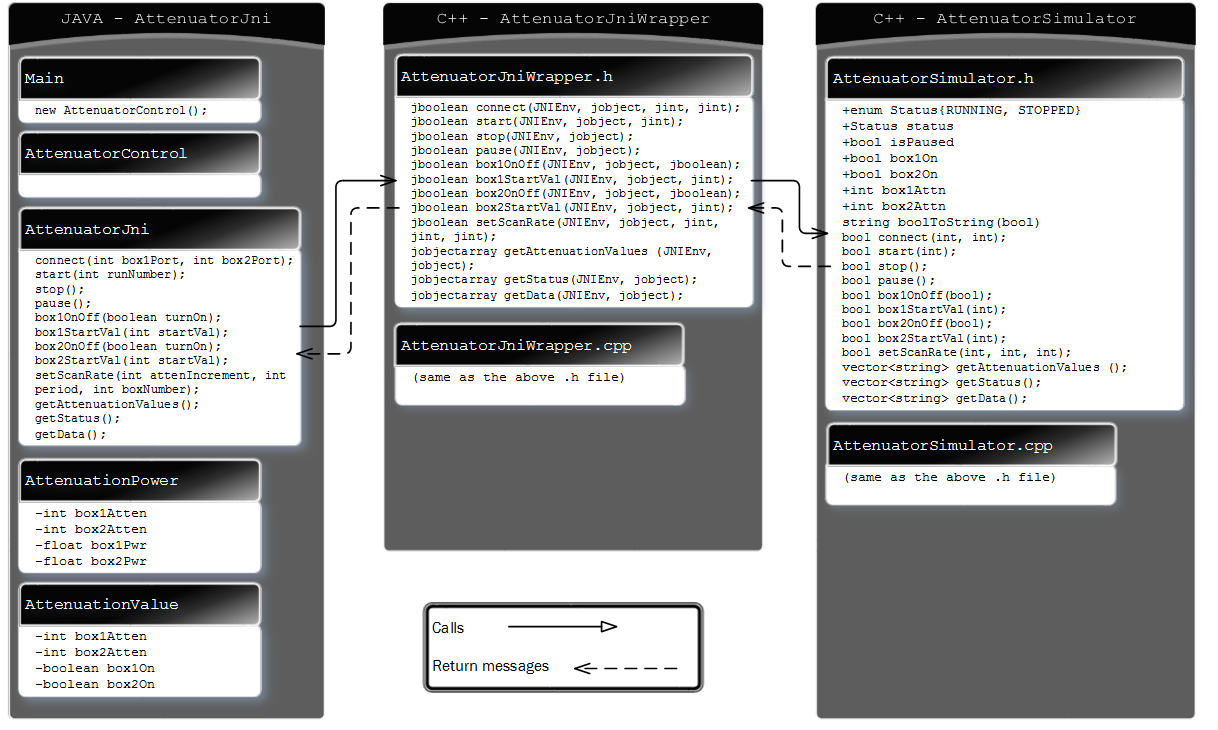 JAVA - AttenuatorJni
Main
new AttenuatorControl();
AttenuatorControl
AttenuatorJni
connect(int box1Port, int box2Port);
start(int runNumber);
stop();
pause();
box1OnOff(boolean turnOn);
box1StartVal(int startVal);
box2OnOff(boolean turnOn);
box2StartVal(int startVal);
setScanRate(int attenIncrement, int
period, int boxNumber);
getAttenuationValues();
getStatus();
getData();
AttenuationPower
-int box1Atten
-int box2Atten
-float box1Pwr
-float box2Pwr
AttenuationValue
-int box1Atten
-int box2Atten
-boolean box1On
-boolean box2On
C++ - AttenuatorJniWrapper
AttenuatorJniWrapper.h
jboolean connect(JNIEnv, jobject, jint, jint);
jboolean start(JNIEnv, jobject, jint);
jboolean stop(JNIEnv, jobject);
jboolean pause(JNIEnv, jobject);
jboolean box1OnOff(JNIEnv, jobject, jboolean);
jboolean box1StartVal(JNIEnv, jobject, jint);
jboolean box2OnOff(JNIEnv, jobject, jboolean);
jboolean box2StartVal(JNIEnv, jobject, jint);
jboolean setScanRate(JNIEnv, jobject, jint,
jint, jint);
jobjectarray getAttenuationValues (JNIEnv,
jobject);
jobjectarray getStatus(JNIEnv, jobject);
jobjectarray getData(JNIEnv, jobject);
AttenuatorJniWrapper.cpp
(same as the above .h file)
Calls
Return messages
C++ - AttenuatorSimulator
AttenuatorSimulator.h
+enum Status{RUNNING, STOPPED}
+Status status
+bool isPaused
+bool box1On
+bool box2On
+int box1Attn
+int box2Attn
string boolToString(bool)
bool connect(int, int);
bool start(int);
bool stop();
bool pause();
bool box1OnOff(bool);
bool box1StartVal(int);
bool box2OnOff(bool);
bool box2StartVal(int);
bool setScanRate(int, int, int);
vector<string> getAttenuationValues ();
vector<string> getStatus();
vector<string> getData();
AttenuatorSimulator.cpp
(same as the above .h file)